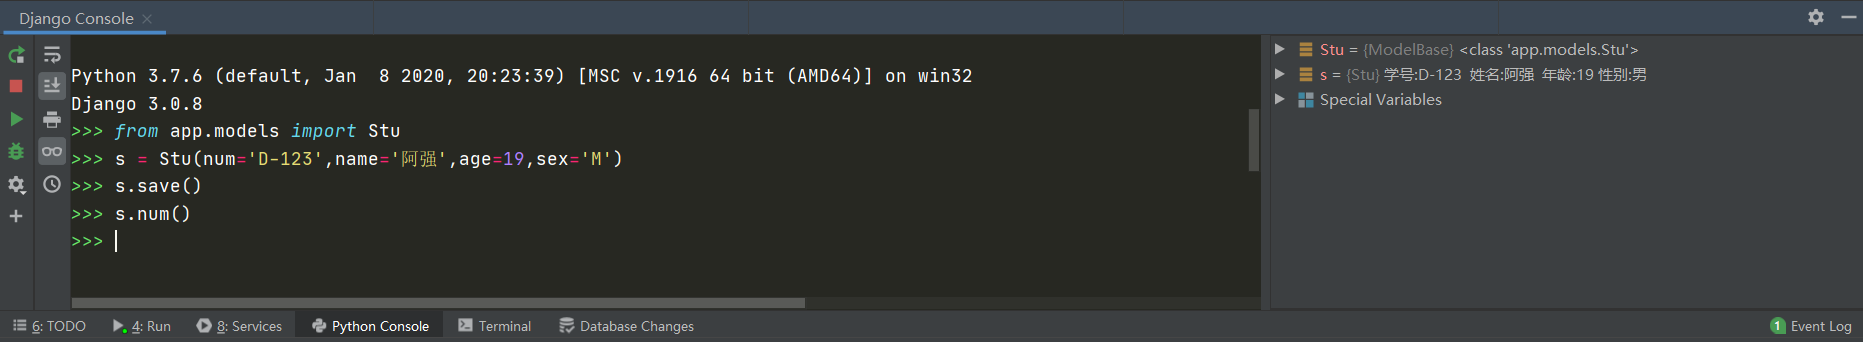 Django Console
Python 3.7.6 (default, Jan  8 2020, 20:23:39) [MSC v.1916 64 bit (AMD64)] on win32
Django 3.0.8
>>> from app.models import Stu
>>> s = Stu(num='D-123',name='阿强',age=19,sex='M')
>>> s.save()
>>> s.num()
>>>
Stu = {ModelBase} <class 'app.models.Stu'>
s = {Stu} 学号:D-123  姓名:阿强  年龄:19 性别:男
Special Variables
6: TODO 4: Run 8: Services Python Console Terminal Database Changes 1 Event Log